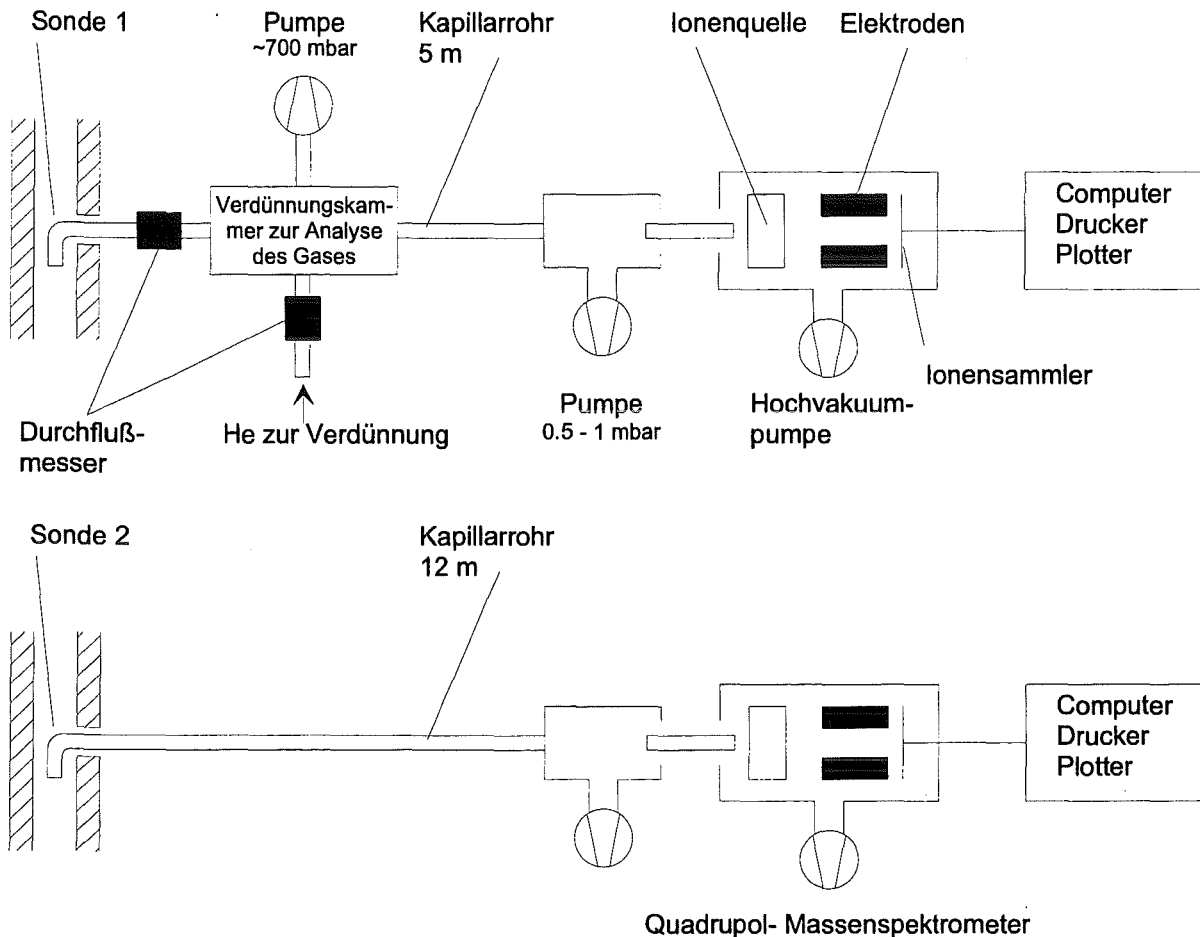 Sonde 1
Pumpe
~700 mbar
Kapillarrohr
5 m
Ionenquelle
Elektroden
Verdünnungskam-
mer zur Analyse
des Gases
Computer
Drucker
Plotter
Durchfluß-
messer
He zur Verdünnung
Pumpe
0.5 - 1 mbar
Hochvakuum-
pumpe
Ionensammler
Sonde 2
Kapillarrohr
12 m
Computer
Drucker
Plotter
Quadrupol- Massenspektrometer